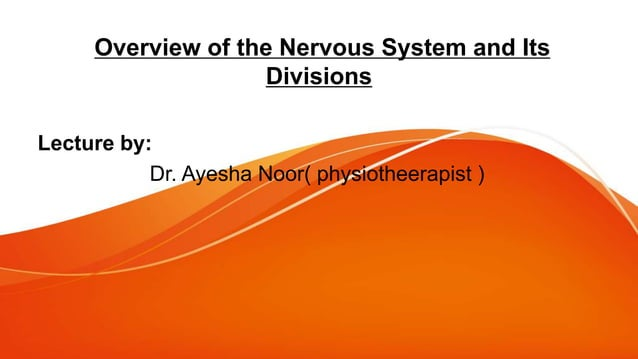 Overview of the Nervous System and Its
Divisions
Lecture by:
Dr. Ayesha Noor( physiotheerapist )